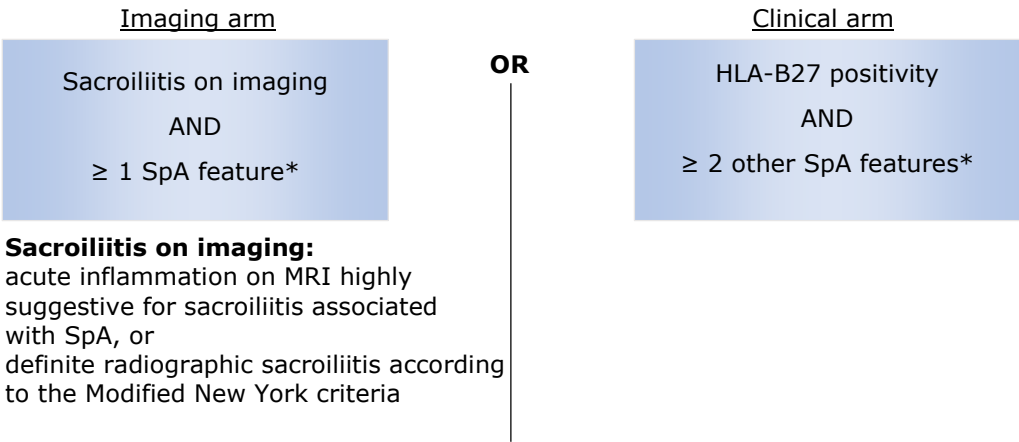 Imaging arm
Sacroiliitis on imaging
AND
≥ 1 SpA feature*
Sacroiliitis on imaging:
acute inflammation on MRI highly
suggestive for sacroiliitis associated
with SpA, or
definite radiographic sacroiliitis according
to the Modified New York criteria
OR
Clinical arm
HLA-B27 positivity
AND
≥ 2 other SpA features*